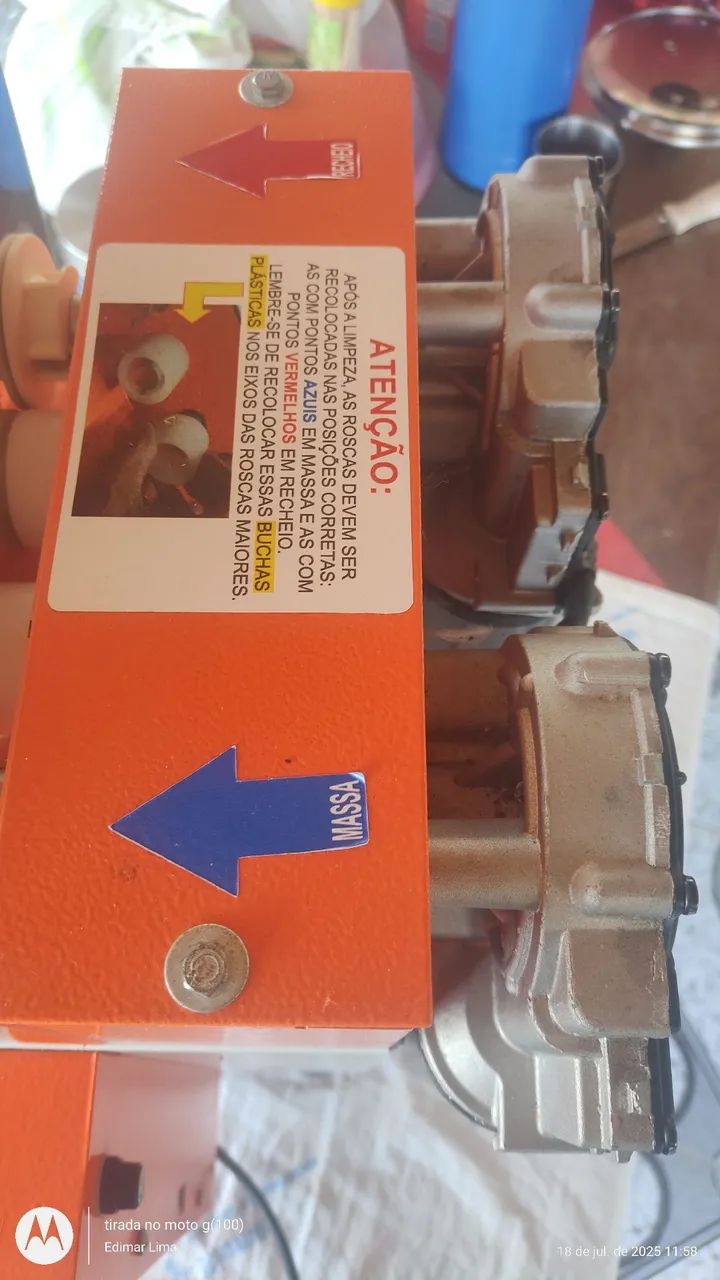 RECHEIO
ATENÇÃO:
APÓS A LIMPEZA, AS ROSCAS DEVEM SER
RECOLOCADAS NAS POSIÇÕES CORRETAS:
AS COM PONTOS AZUIS EM MASSA E AS COM
PONTOS VERMELHOS EM RECHEIO.
LEMBRE-SE DE RECOLOCAR ESSAS BUCHAS
PLÁSTICAS NOS EIXOS DAS ROSCAS MAIORES.
MASSA
tirada no moto g(100)
Edimar Lima
18 de jul. de 2025 11:58